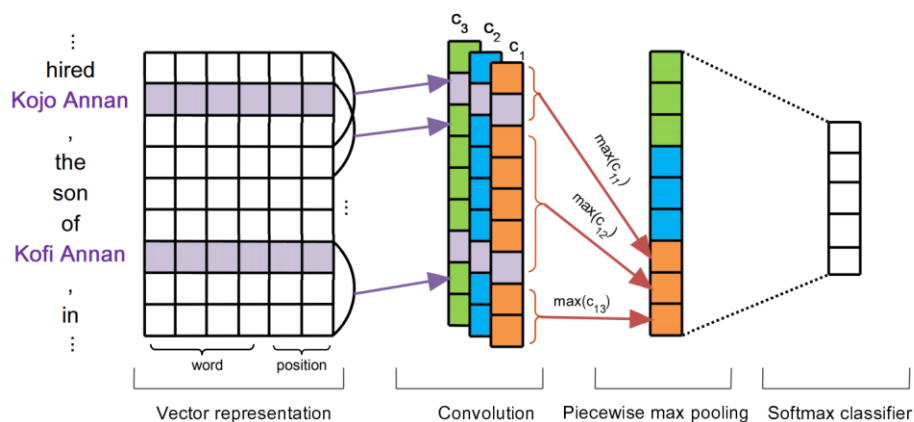 ⋮
hired
Kojo Annan
,
the
son
of
Kofi Annan
,
in
⋮
word
position
Vector representation
...
c3
c2
c1
Convolution
max(c11)
max(c12)
max(c13)
Piecewise max pooling
Softmax classifier